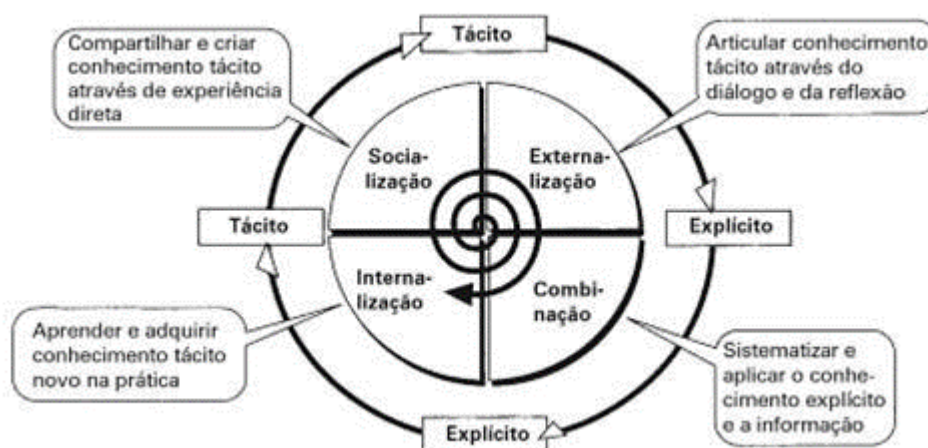 Tácito
Compartilhar e criar
conhecimento tácito
através de experiência
direta
Articular conhecimento
tácito através do
diálogo e da reflexão
Socia-
lização
Externa-
lização
Tácito
Explícito
Interna-
lização
Combi-
nação
Aprender e adquirir
conhecimento tácito
novo na prática
Sistematizar e
aplicar o conhe-
cimento explícito
e a informação
Explícito